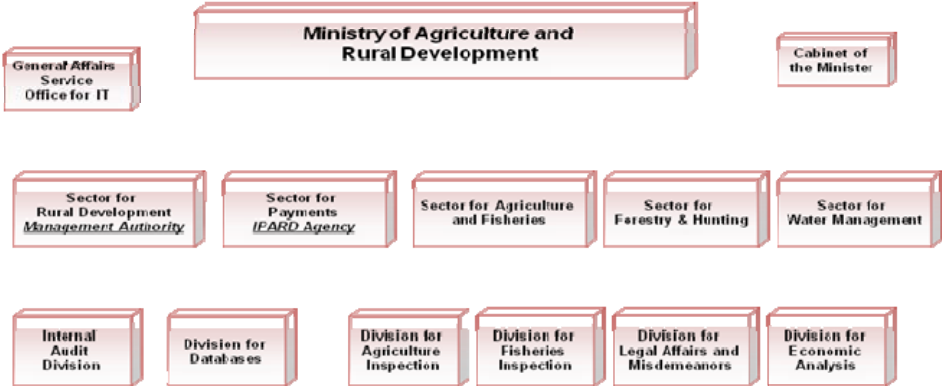 Ministry of Agriculture and
Rural Development
General Affairs
Service
Office for IT
Cabinet of
the Minister
Sector for
Rural Development
Management Authority
Sector for
Payments
IPARD Agency
Sector for Agriculture
and Fisheries
Sector for
Forestry & Hunting
Sector for
Water Management
Internal
Audit
Division
Division for
Databases
Division for
Agriculture
Inspection
Division for
Fisheries
Inspection
Division for
Legal Affairs and
Misdemeanors
Division for
Economic
Analysis